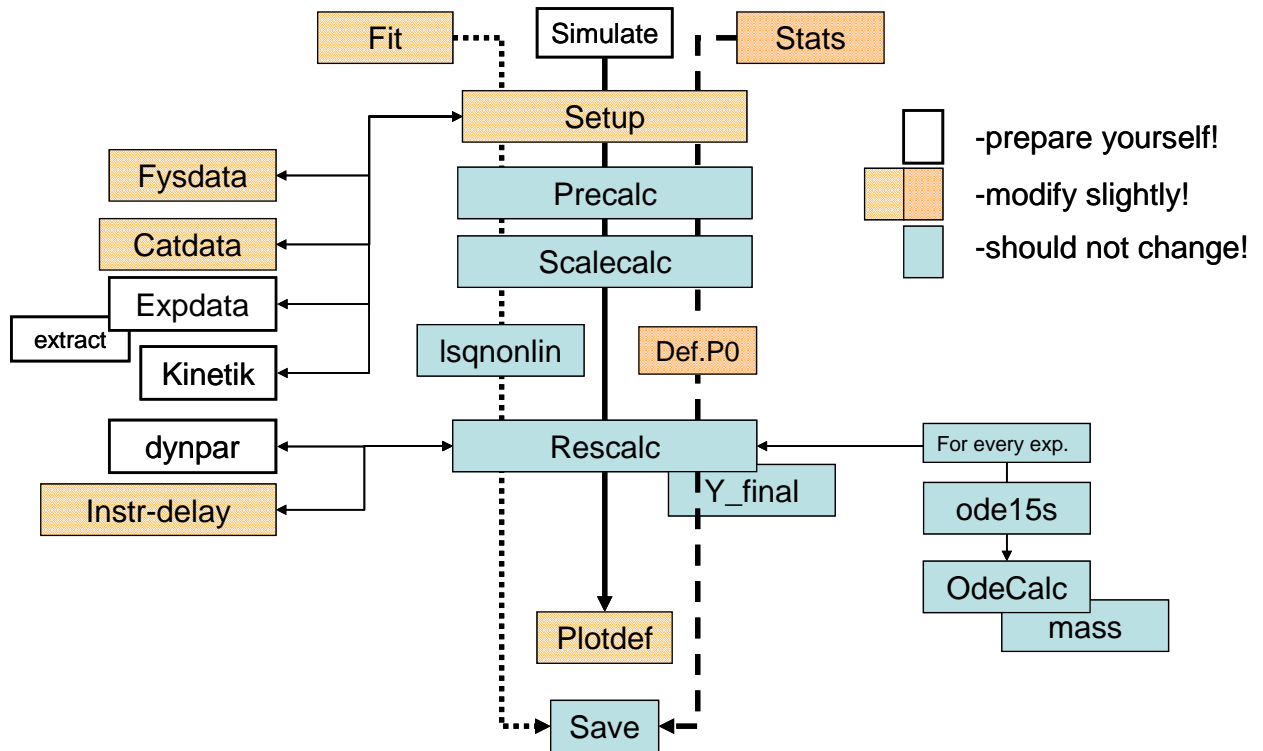 Fit
Simulate
Stats
Setup
-prepare yourself!
Fysdata
Precalc
-modify slightly!
Catdata
Scalecalc
-should not change!
Expdata
extract
lsqnonlin
Def.P0
Kinetik
dynpar
Rescalc
For every exp.
Instr-delay
Y_final
ode15s
OdeCalc
mass
Plotdef
Save